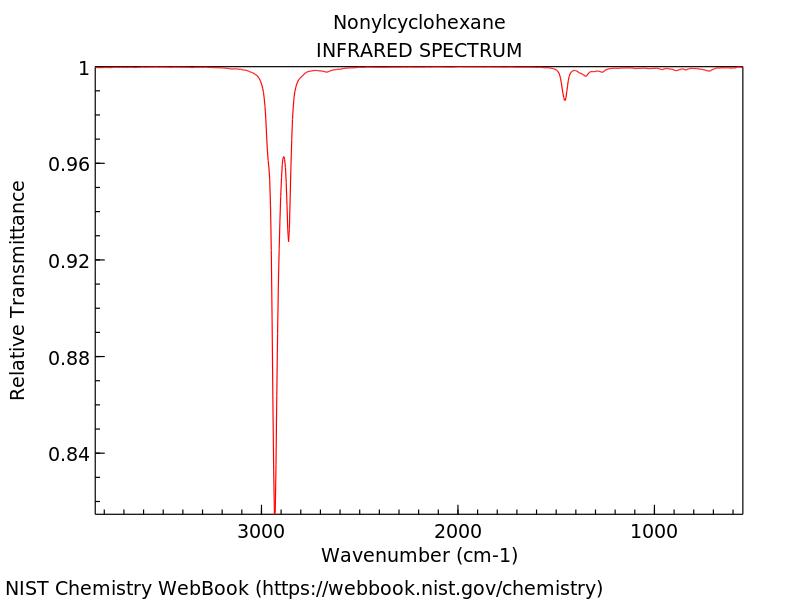 Nonylcyclohexane
INFRARED SPECTRUM
1
0.96
0.92
0.88
0.84
Relative Transmittance
3000 2000 1000
Wavenumber (cm-1)
NIST Chemistry WebBook (https://webbook.nist.gov/chemistry)